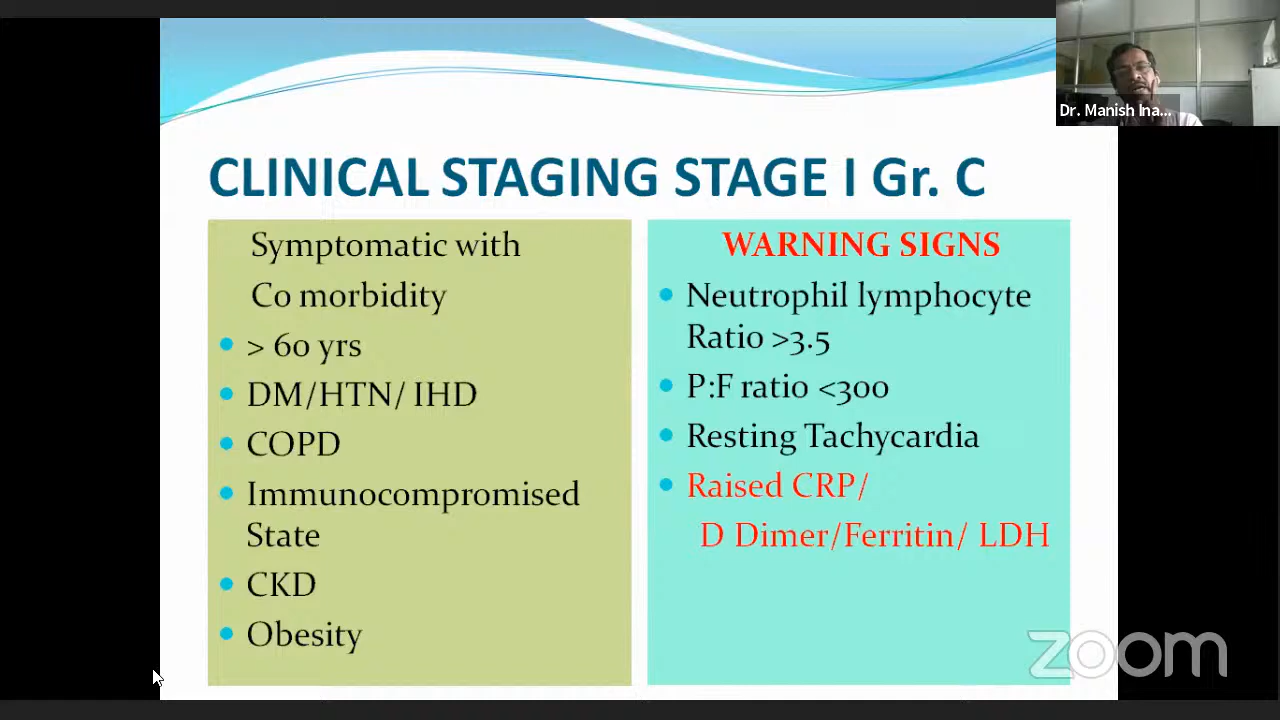 Dr. Manish Ina...
CLINICAL STAGING STAGE I Gr. C
Symptomatic with
Co morbidity
> 60 yrs
DM/HTN/ IHD
COPD
Immunocompromised
State
CKD
Obesity
WARNING SIGNS
Neutrophil lymphocyte
Ratio >3.5
P:F ratio <300
Resting Tachycardia
Raised CRP/
D Dimer/Ferritin/ LDH
zoom